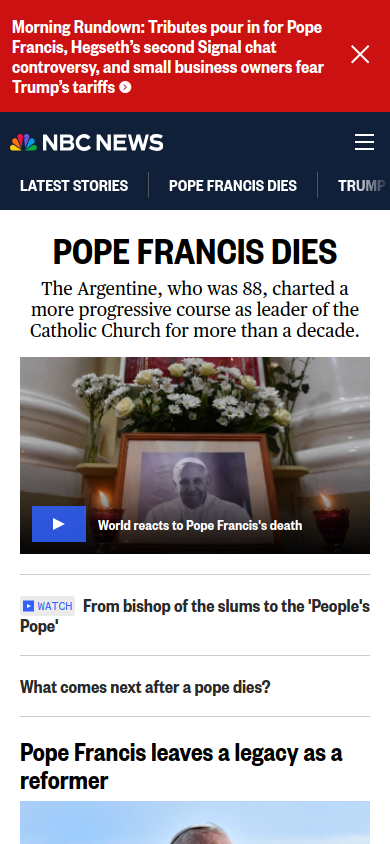 Morning Rundown: Tributes pour in for Pope
Francis, Hegseth’s second Signal chat
controversy, and small business owners fear
Trump’s tariffs
NBC NEWS
LATEST STORIES
POPE FRANCIS DIES
TRUMP
POPE FRANCIS DIES
The Argentine, who was 88, charted a
more progressive course as leader of the
Catholic Church for more than a decade.
World reacts to Pope Francis's death
WATCH From bishop of the slums to the 'People's
Pope'
What comes next after a pope dies?
Pope Francis leaves a legacy as a
reformer